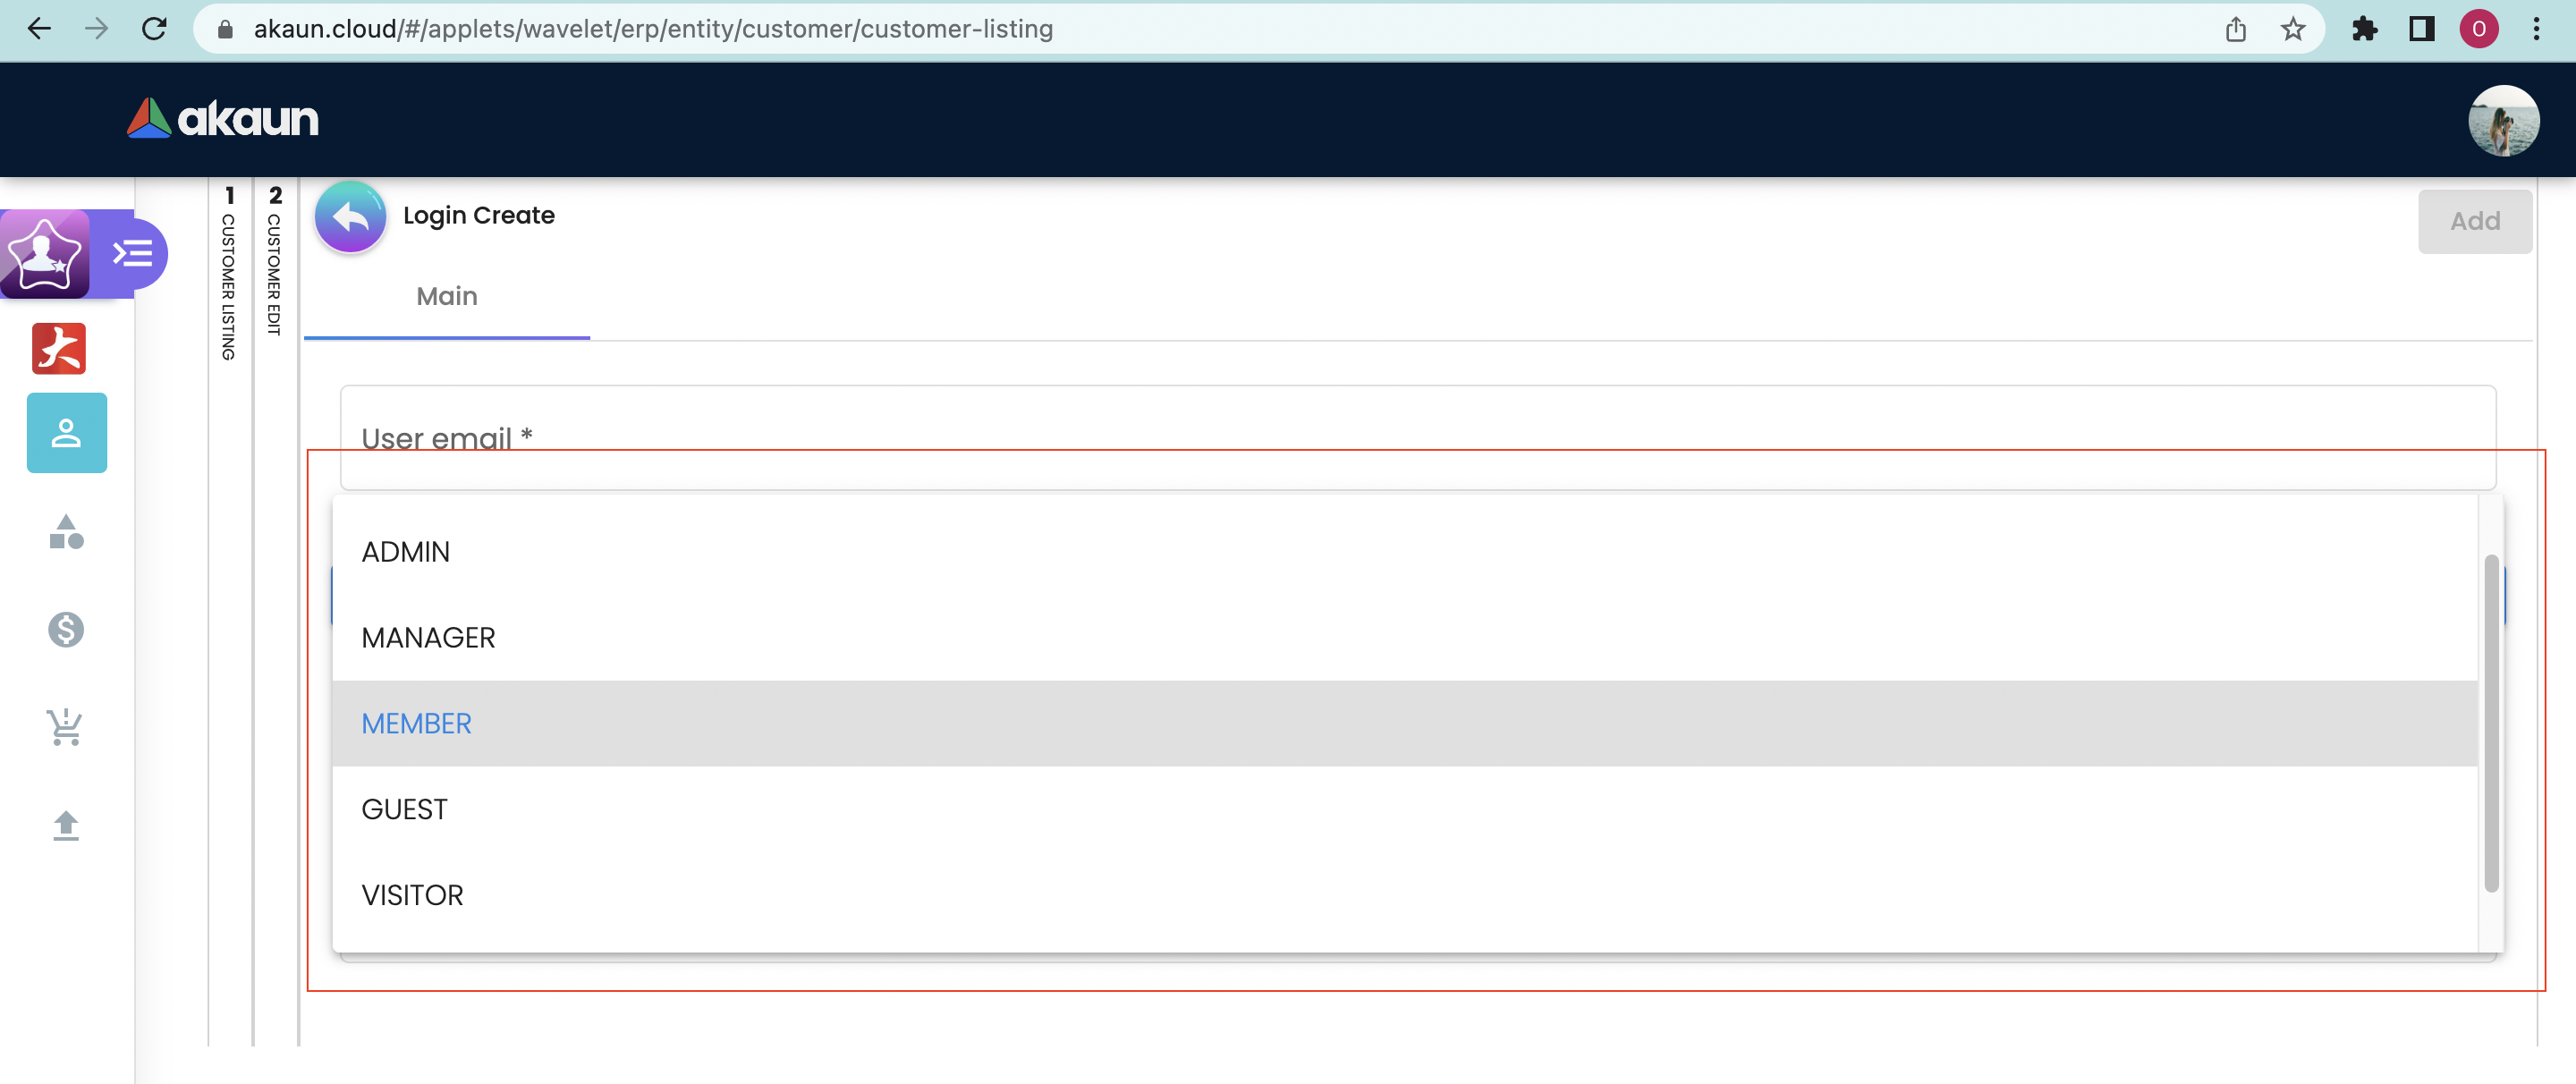 akaun.cloud/#/applets/wavelet/erp/entity/customer/customer-listing
O
akaun
1
CUSTOMER LISTING
2
CUSTOMER EDIT
Login Create
Add
Main
User email *
ADMIN
MANAGER
MEMBER
GUEST
VISITOR